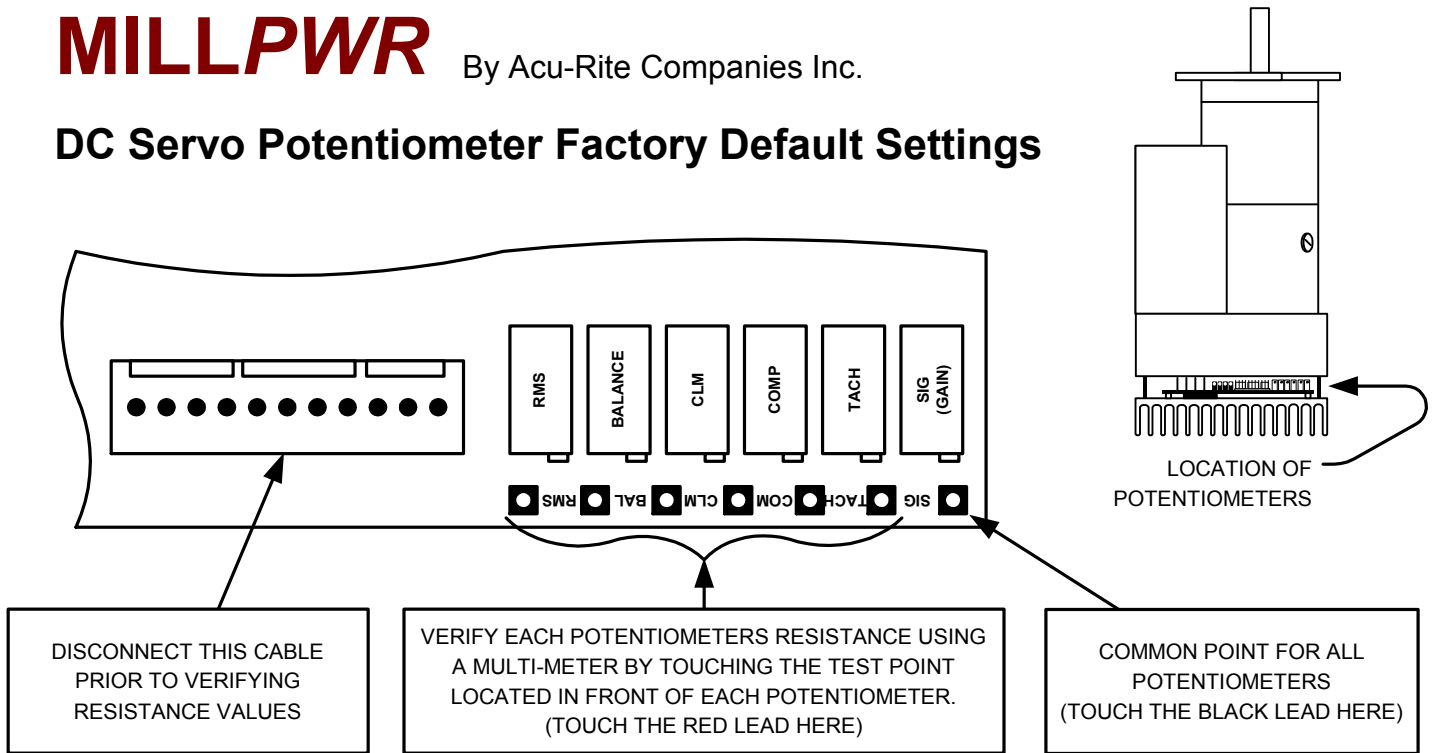 MILLPWR By Acu-Rite Companies Inc.
DC Servo Potentiometer Factory Default Settings
RMS
BALANCE
CLM
COMP
TACH
SIG
(GAIN)
RMS
BAL
CLM
COM
TACH
SIG
LOCATION OF
POTENTIOMETERS
DISCONNECT THIS CABLE
PRIOR TO VERIFYING
RESISTANCE VALUES
VERIFY EACH POTENTIOMETERS RESISTANCE USING
A MULTI-METER BY TOUCHING THE TEST POINT
LOCATED IN FRONT OF EACH POTENTIOMETER.
(TOUCH THE RED LEAD HERE)
COMMON POINT FOR ALL
POTENTIOMETERS
(TOUCH THE BLACK LEAD HERE)